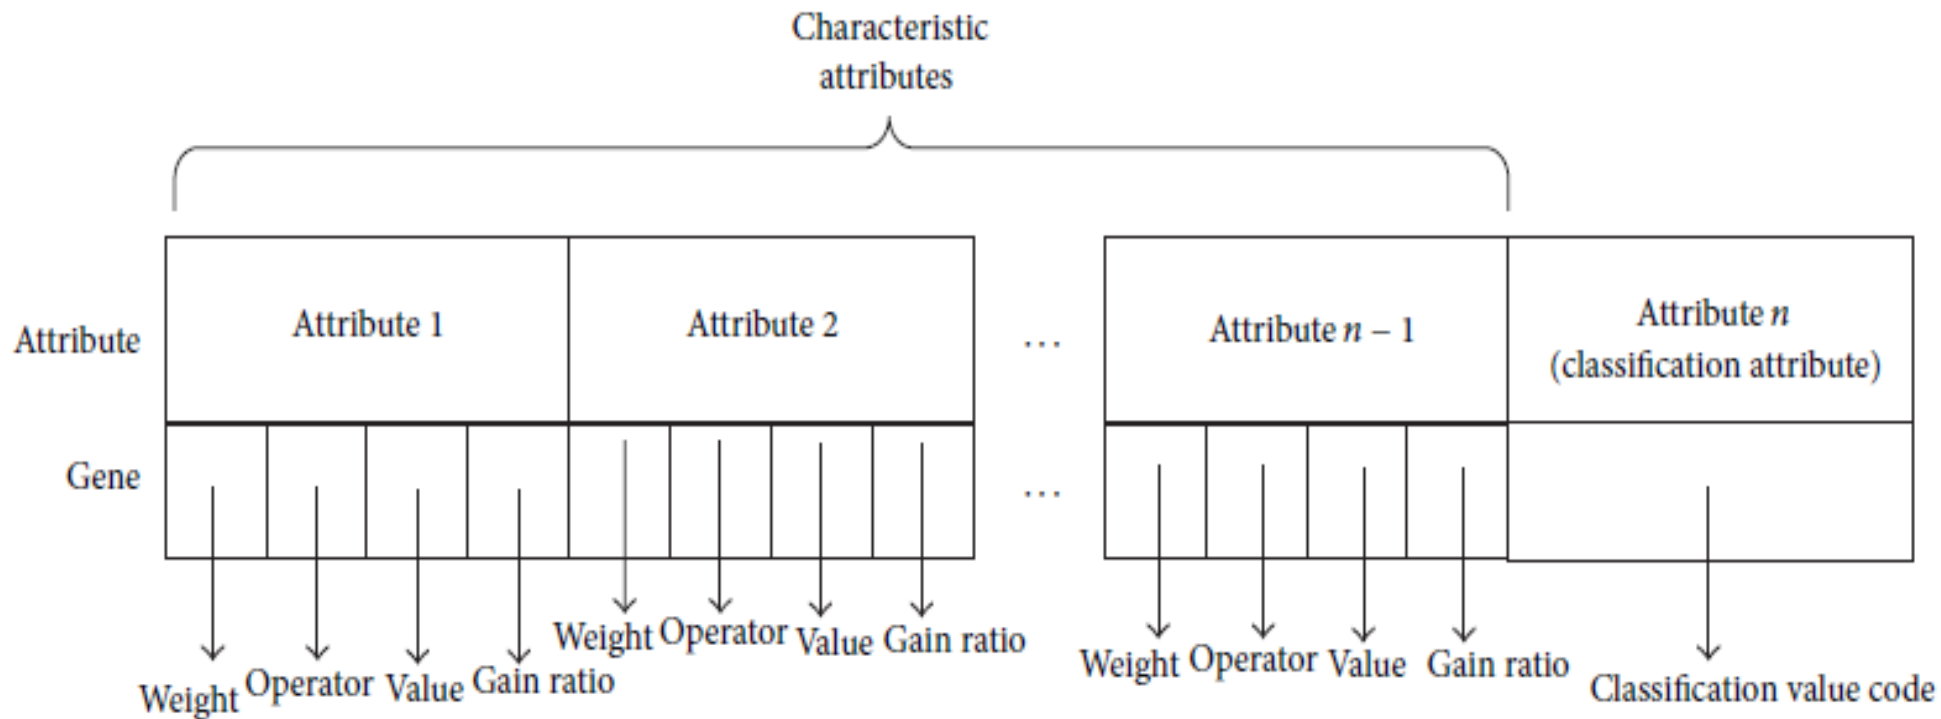 Characteristic
attributes
Attribute
Attribute 1
Attribute 2
...
Attribute n − 1
Attribute n
(classification attribute)
Gene
...
Weight Operator Value Gain ratio
Weight Operator Value Gain ratio
Weight Operator Value Gain ratio
Classification value code